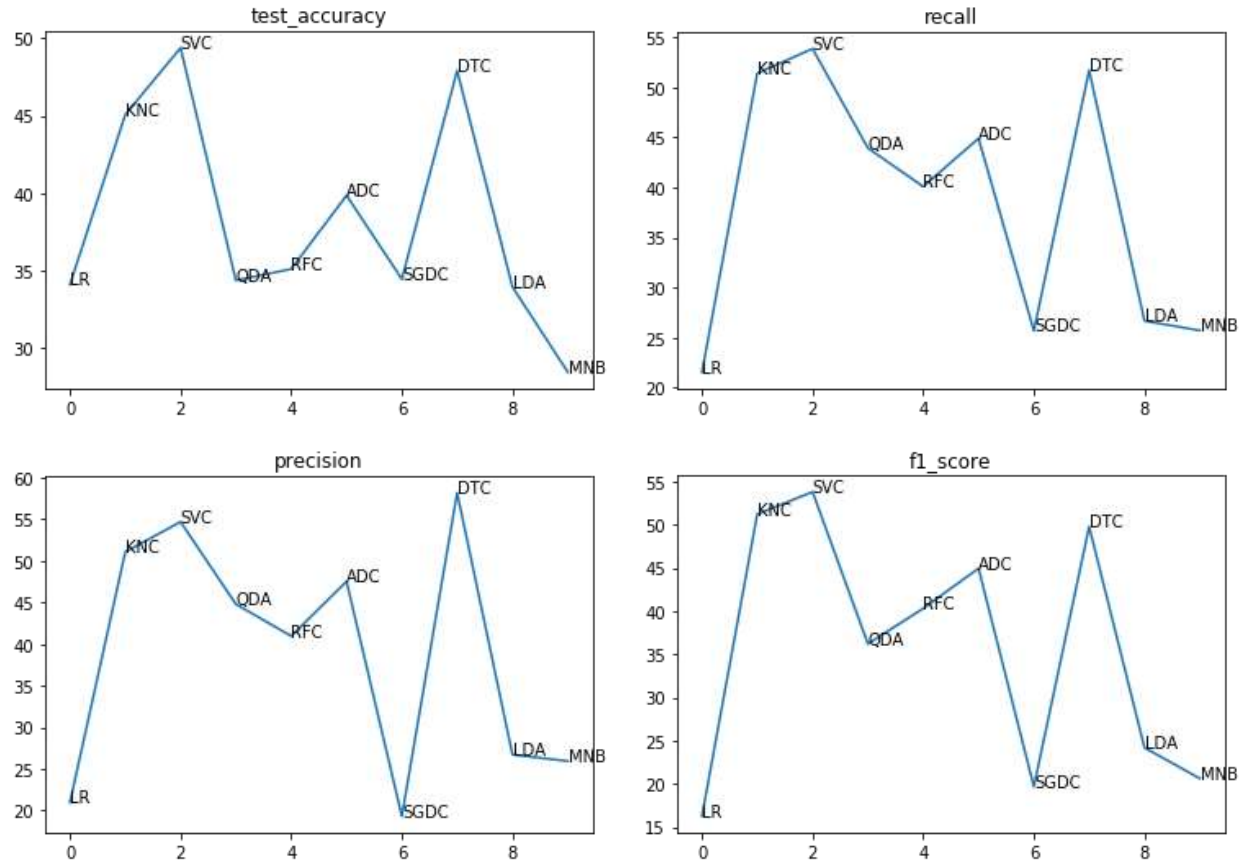 test_accuracy
50
45
40
35
30
SVC
DTC
KNC
ADC
RFC
LR
QDA
SGDC
LDA
MNB
0 2 4 6 8
recall
55
50
45
40
35
30
25
20
SVC
KNC
DTC
QDA
ADC
RFC
SGDC
LDA
MNB
LR
0 2 4 6 8
precision
60
55
50
45
40
35
30
25
20
DTC
SVC
KNC
ADC
QDA
RFC
LDA
MNB
LR
SGDC
0 2 4 6 8
f1_score
55
50
45
40
35
30
25
20
15
SVC
KNC
DTC
ADC
RFC
QDA
LDA
MNB
SGDC
LR
0 2 4 6 8